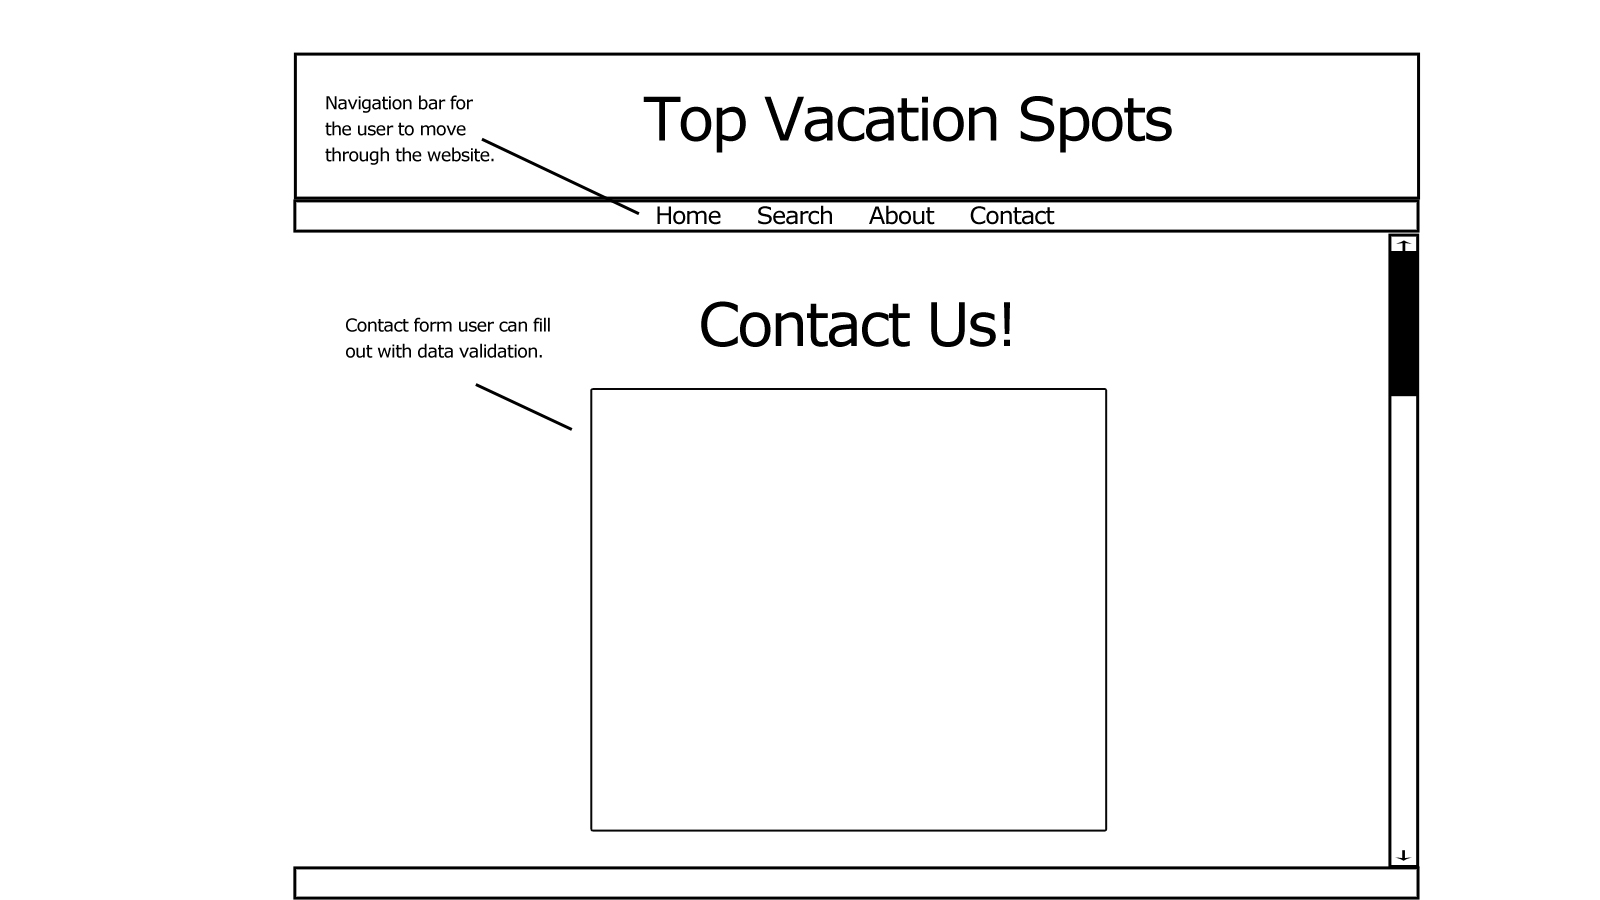 Top Vacation Spots
Navigation bar for
the user to move
through the website.
Home Search About Contact
Contact Us!
Contact form user can fill
out with data validation.